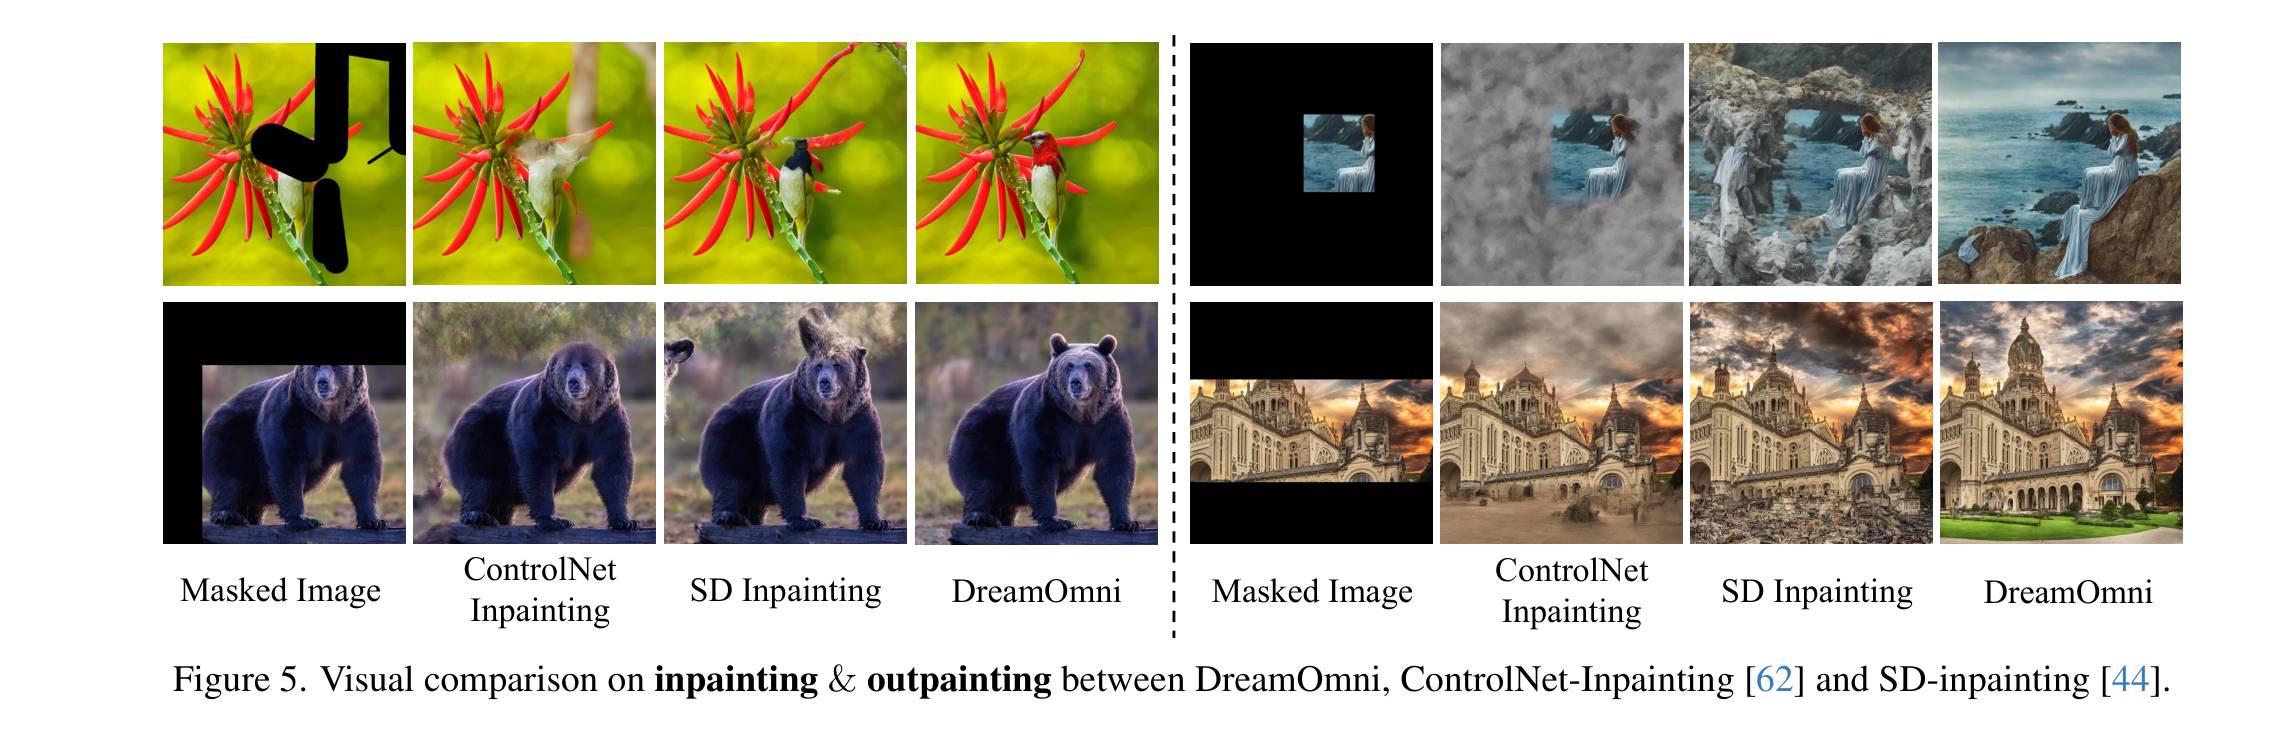 Masked Image
ControlNet
Inpainting
SD Inpainting
DreamOmni
Masked Image
ControlNet
Inpainting
SD Inpainting
DreamOmni
Figure 5. Visual comparison on inpainting & outpainting between DreamOmni, ControlNet-Inpainting [62] and SD-inpainting [44].